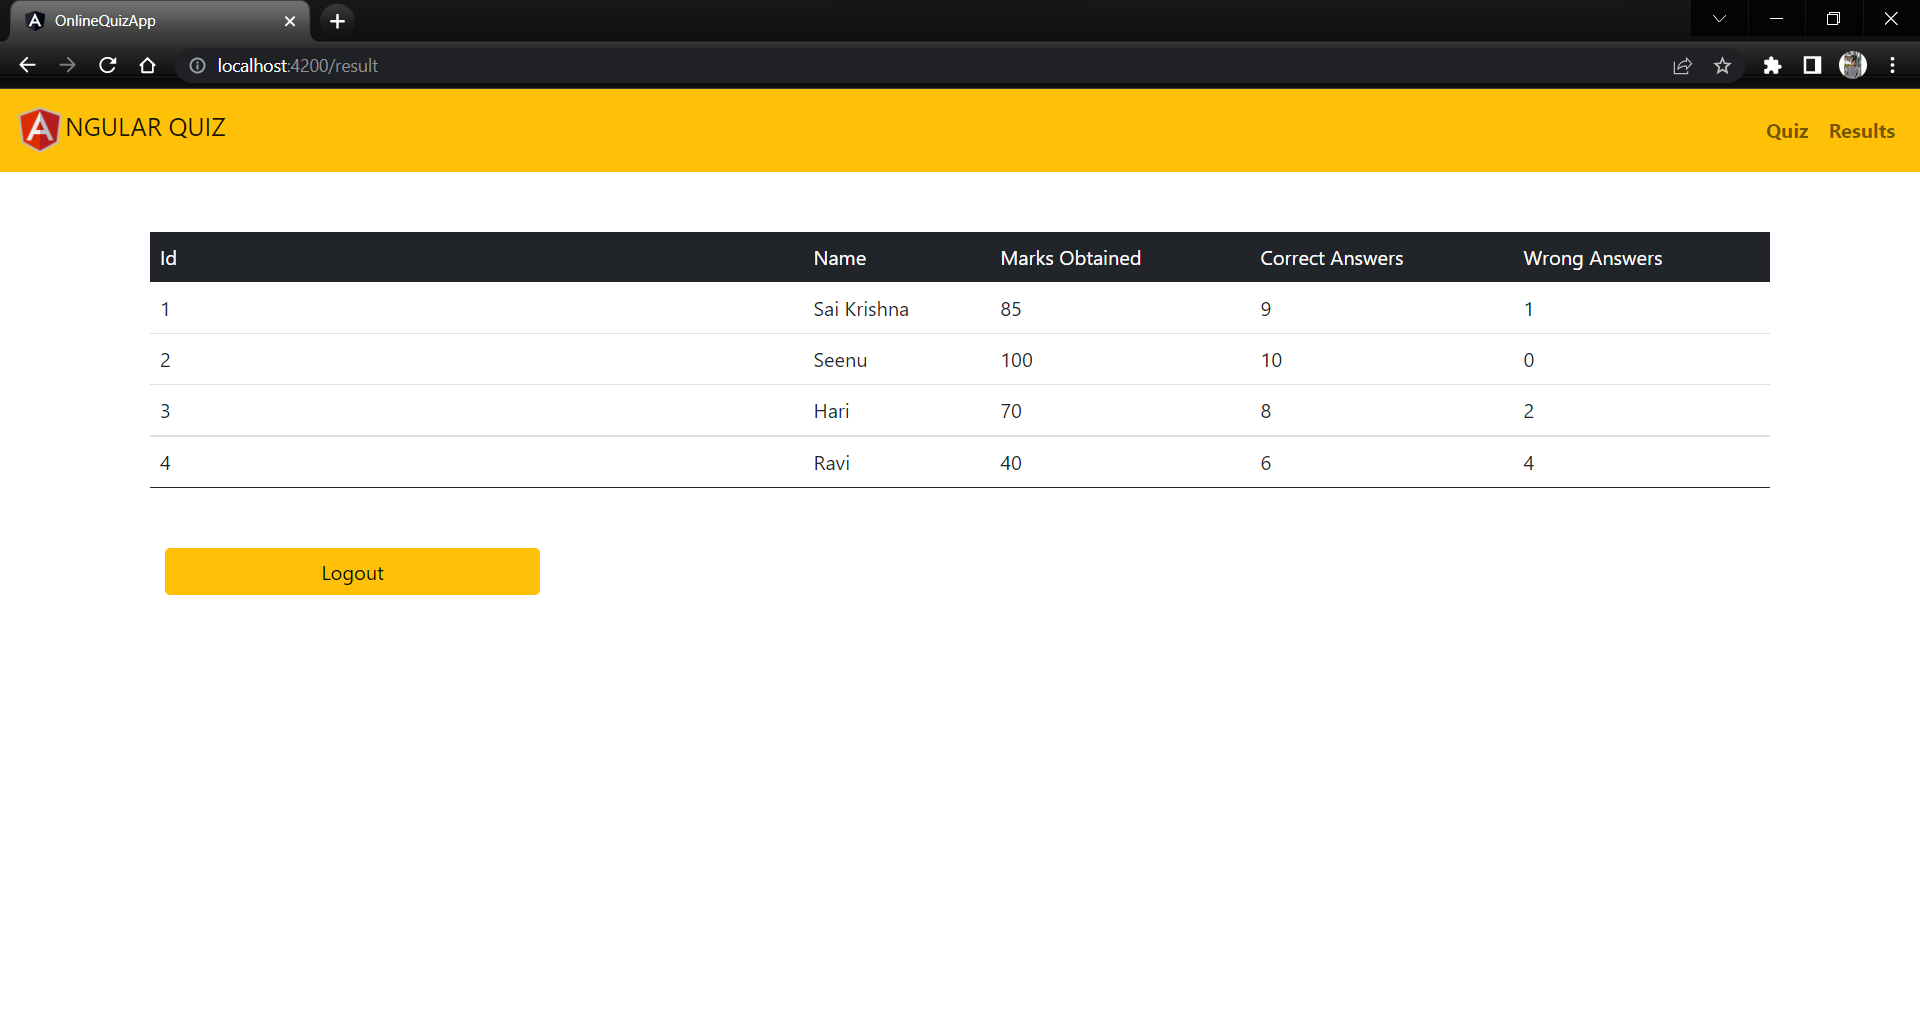 OnlineQuizApp
localhost:4200/result
NGULAR QUIZ
Quiz Results
Id Name Marks Obtained Correct Answers Wrong Answers
1 Sai Krishna 85 9 1
2 Seenu 100 10 0
3 Hari 70 8 2
4 Ravi 40 6 4
Logout